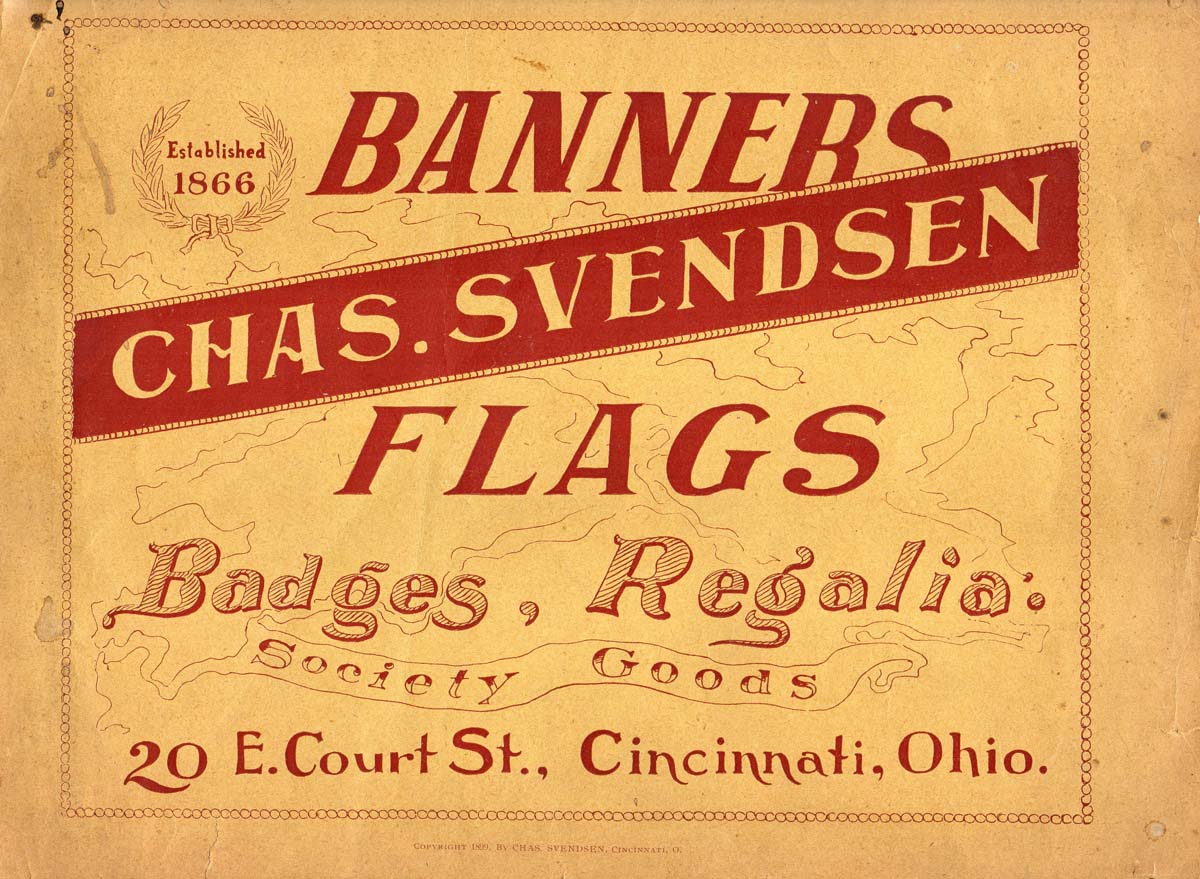 Established
1866
BANNERS
CHAS. SVENDSEN
FLAGS
Badges, Regalia:
Society Goods
20 E. Court St., Cincinnati, Ohio.
COPYRIGHT 1899, BY CHAS. SVENDSEN, CINCINNATI, O.